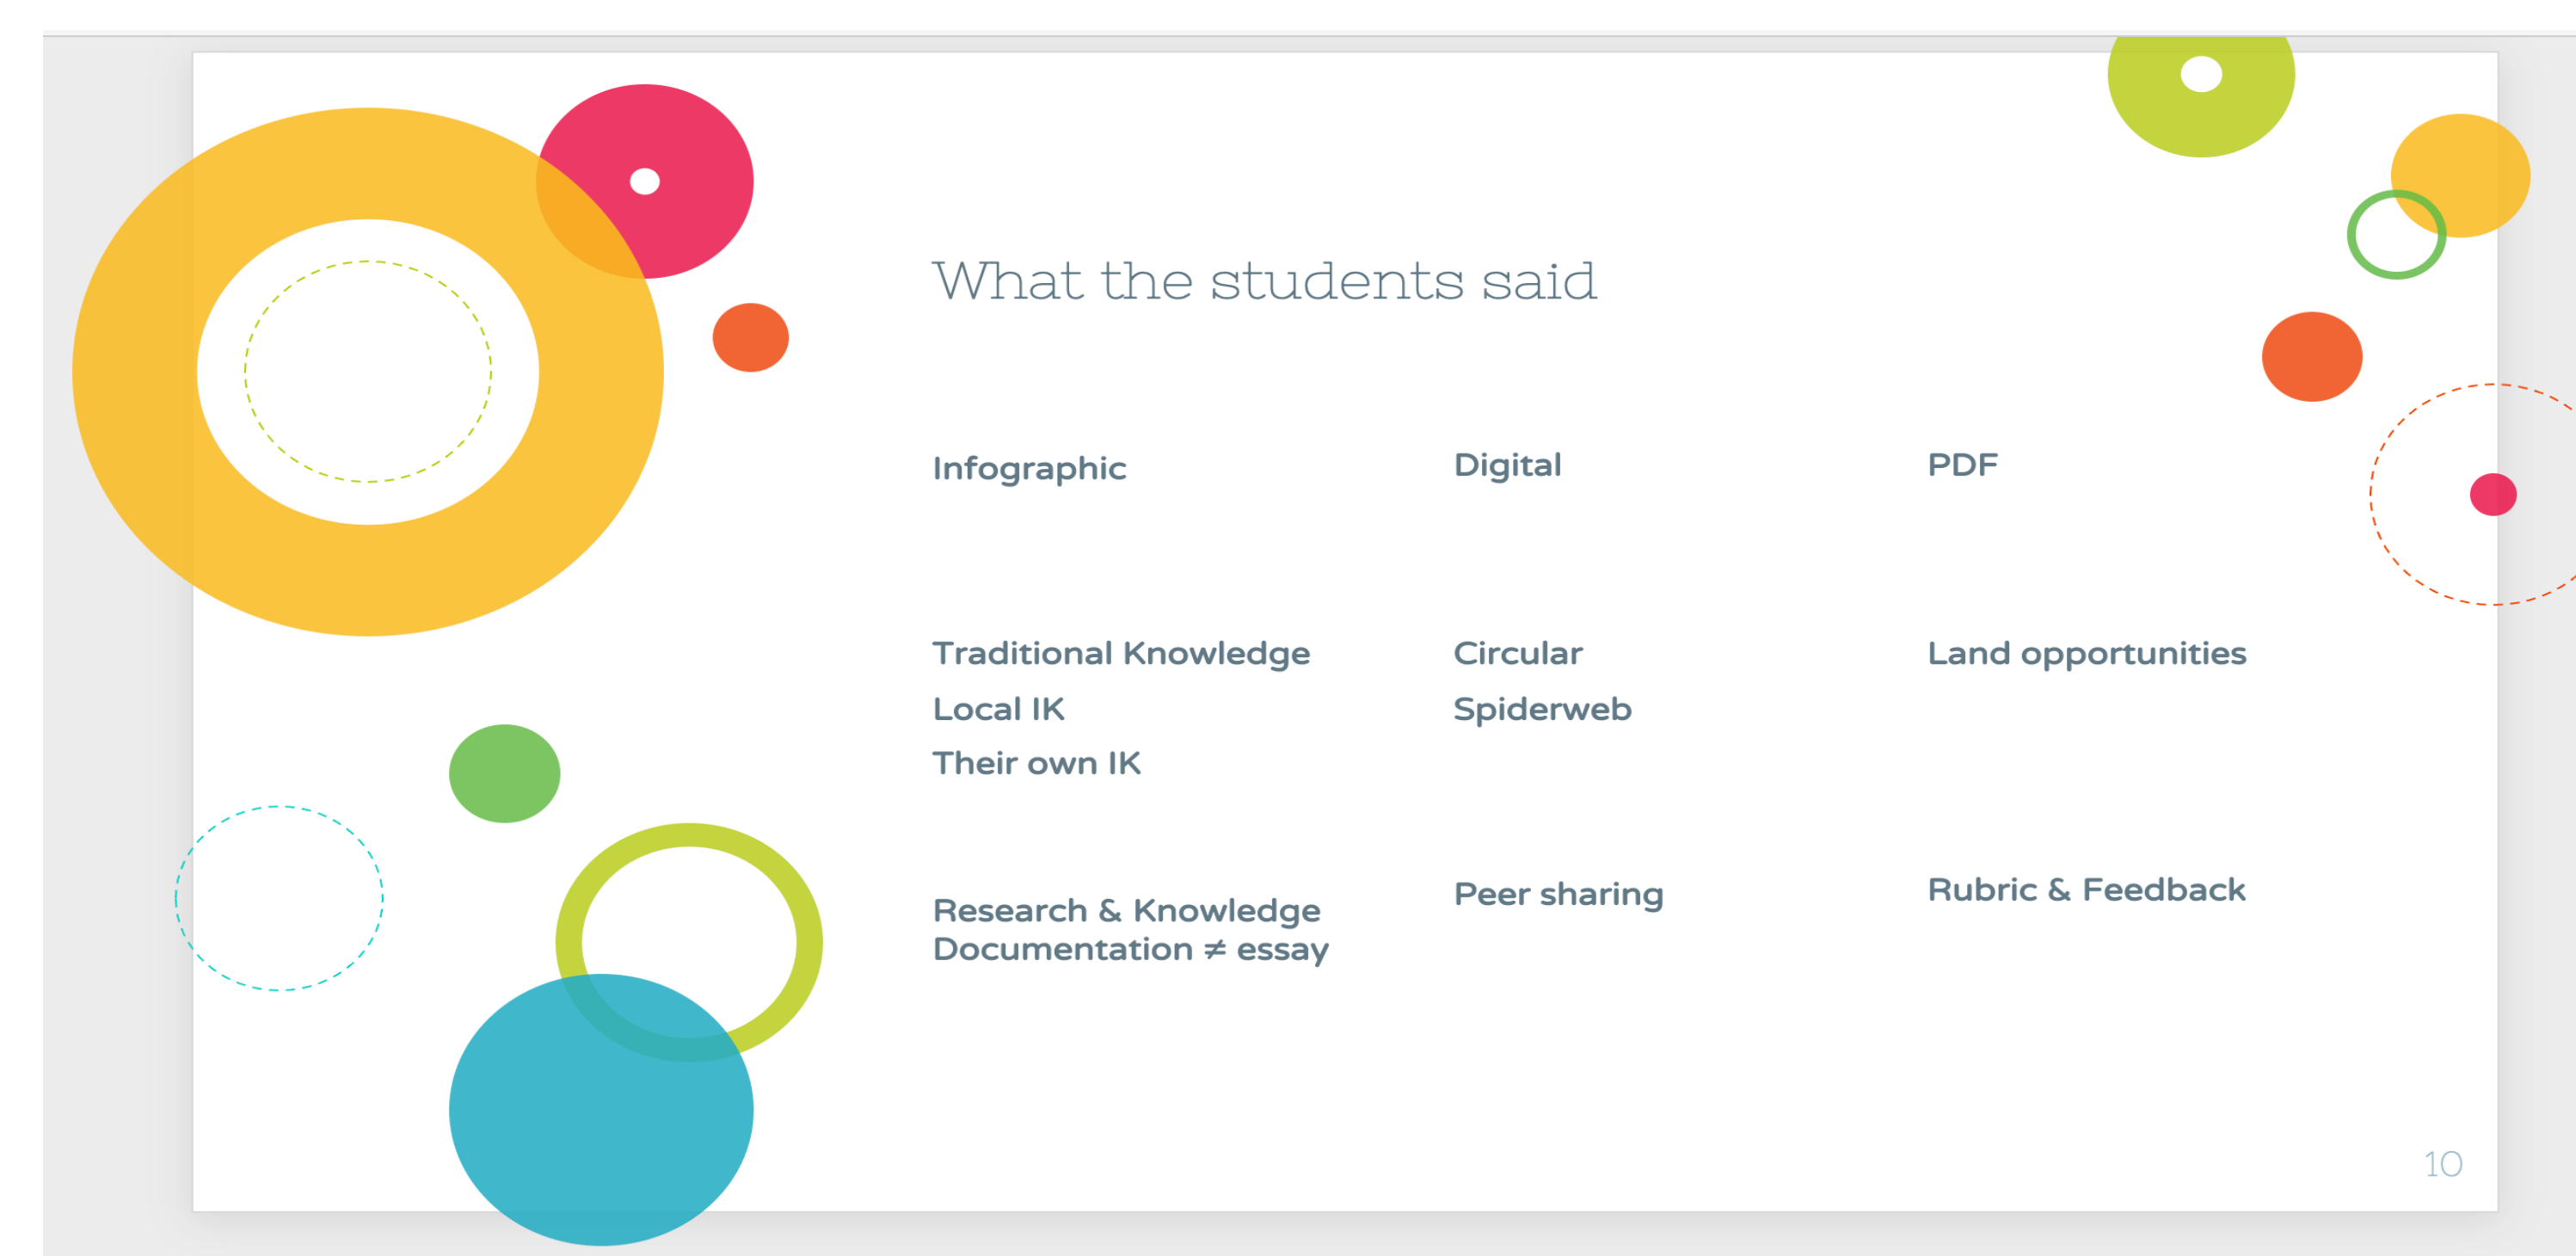 What the students said
Infographic
Digital
PDF
Traditional Knowledge
Local IK
Their own IK
Circular
Spiderweb
Land opportunities
Research & Knowledge
Documentation ≠ essay
Peer sharing
Rubric & Feedback
10